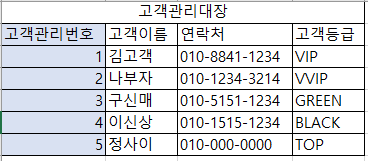 고객관리대장
고객관리번호 고객이름 연락처 고객등급
1 김고객 010-8841-1234 VIP
2 나부자 010-1234-3214 VVIP
3 구신매 010-5151-1234 GREEN
4 이신상 010-1515-1234 BLACK
5 정사이 010-000-0000 TOP